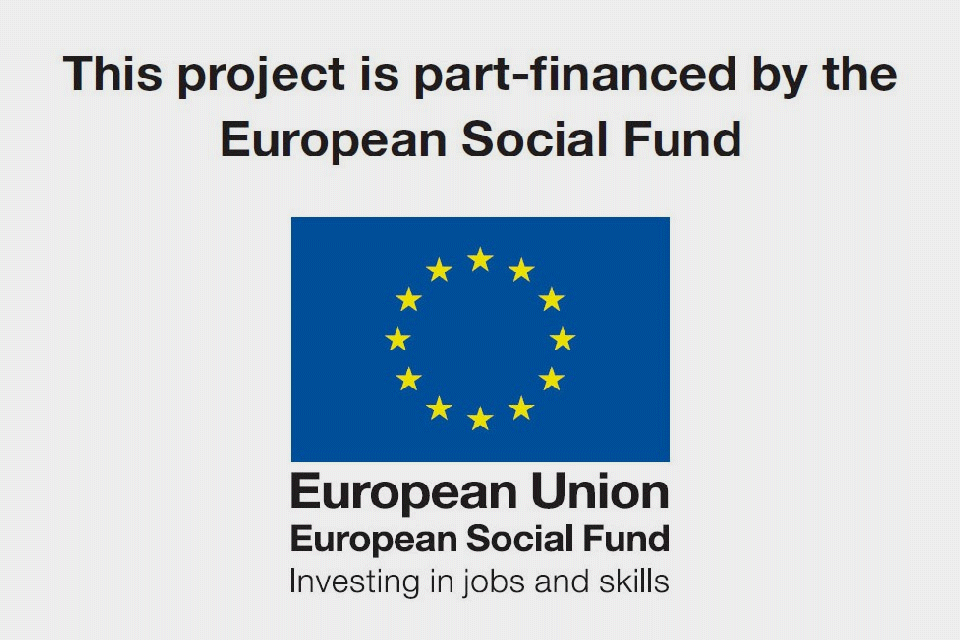 This project is part-financed by the
European Social Fund
European Union
European Social Fund
Investing in jobs and skills